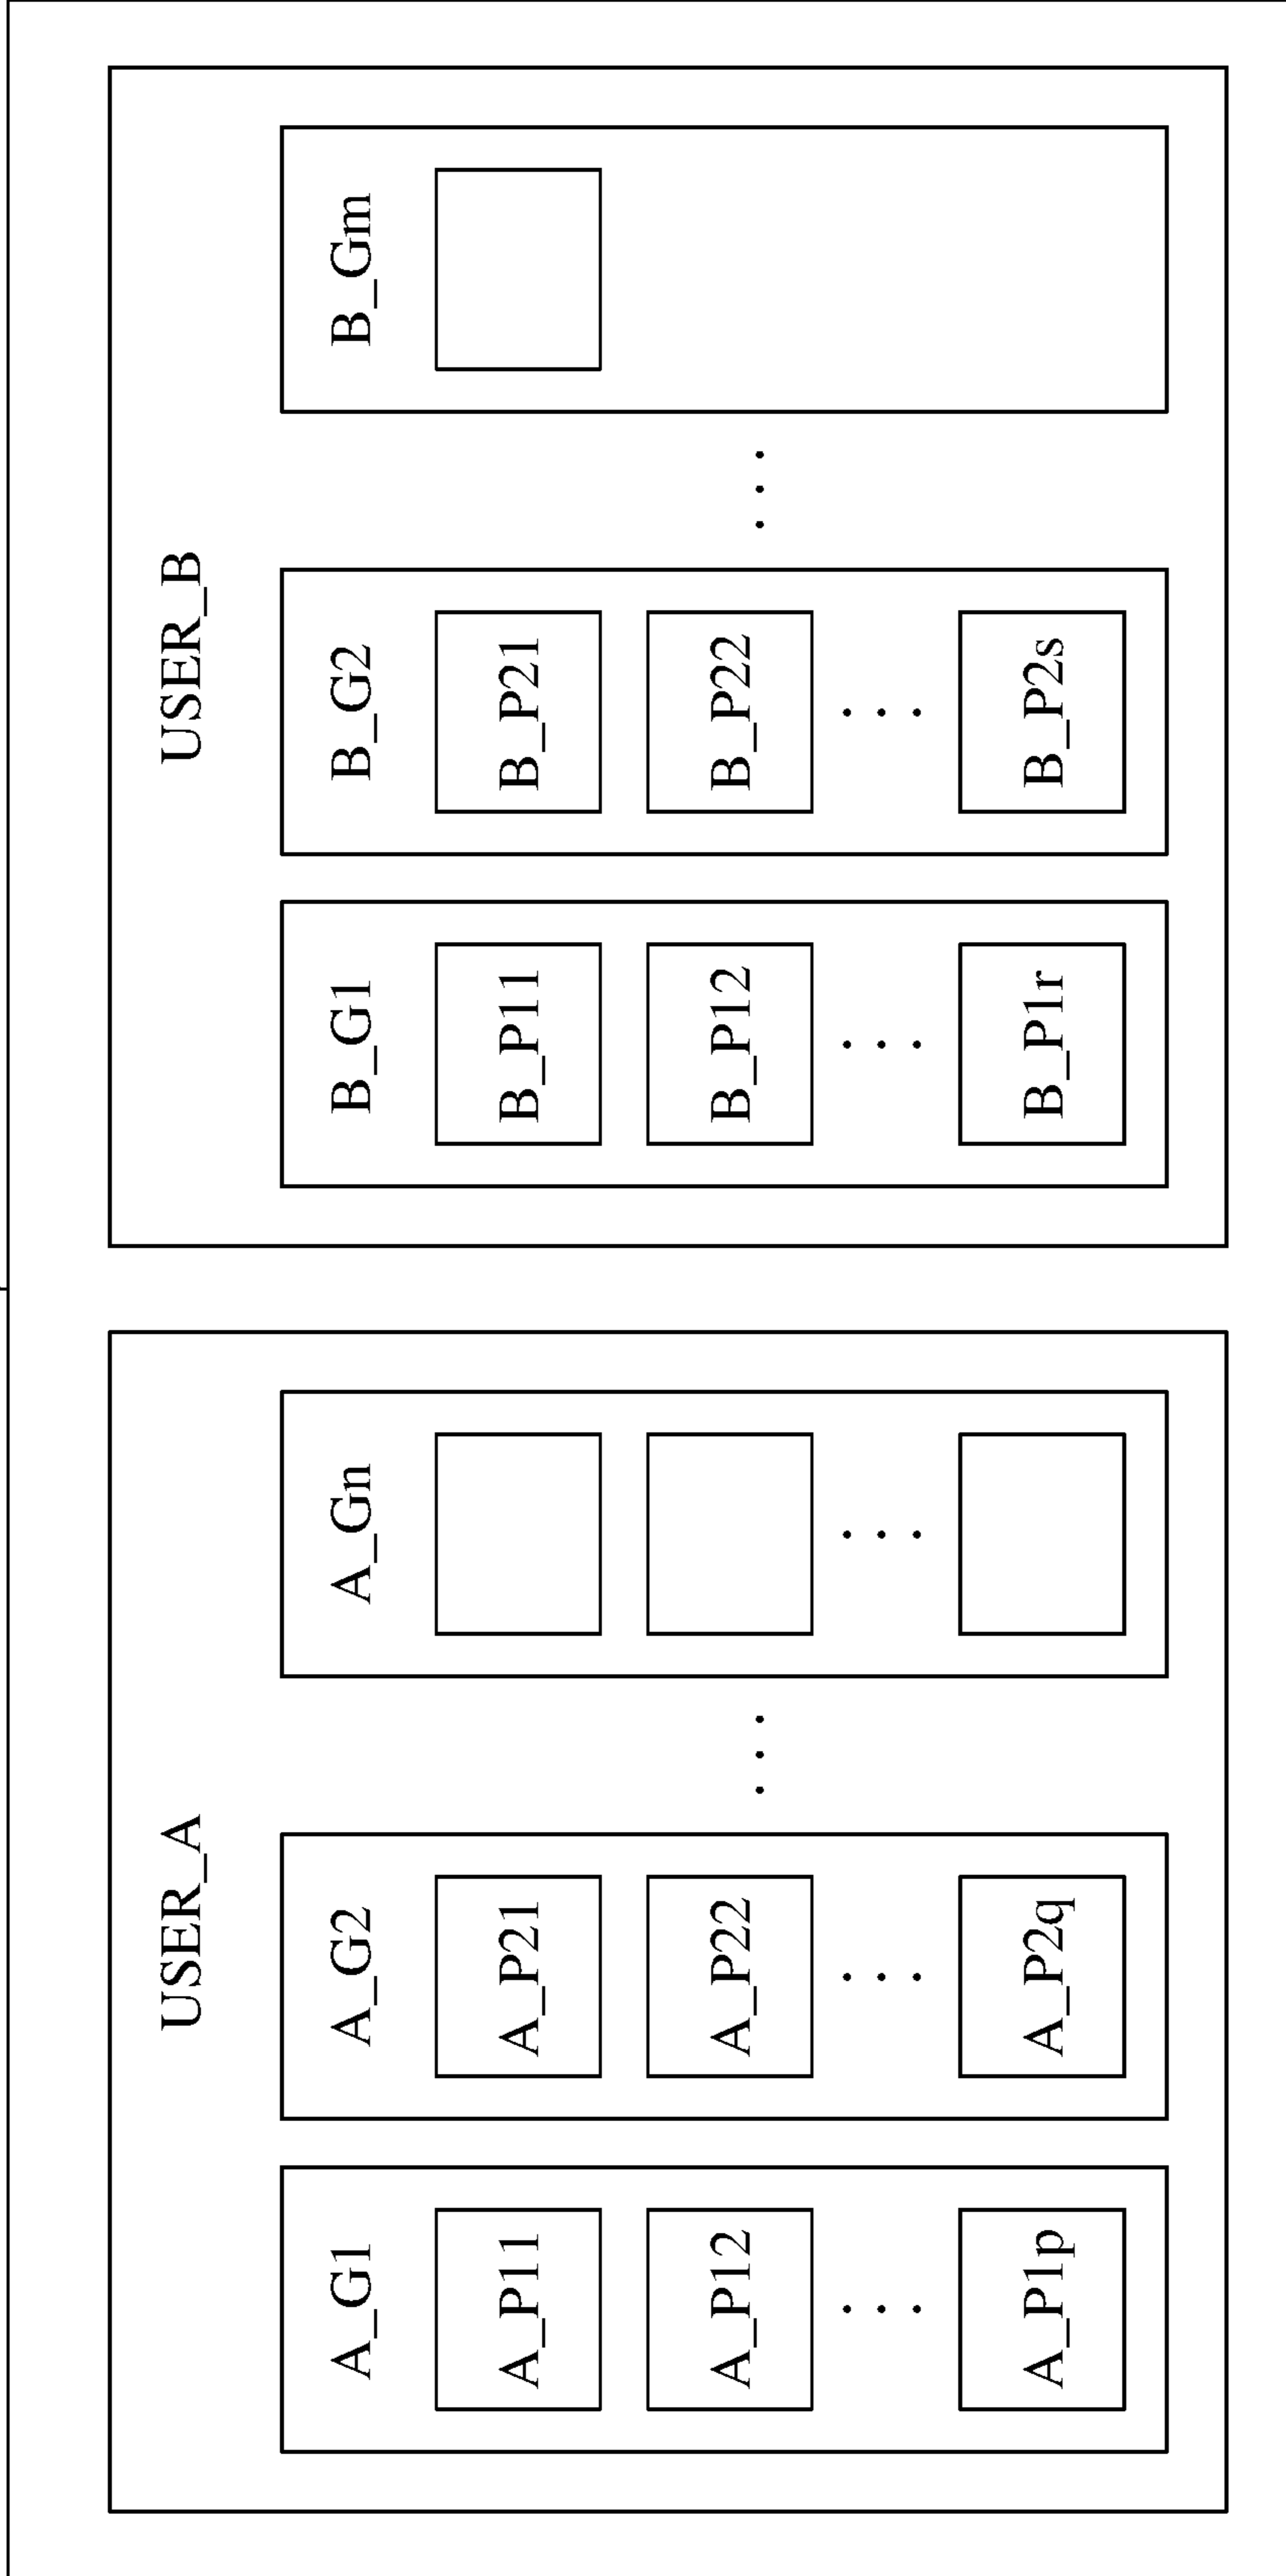 USER_A
A_G1
A_P11
A_P12
A_P1p
A_G2
A_P21
A_P22
A_P2q
A_Gn
USER_B
B_G1
B_P11
B_P12
B_P1r
B_G2
B_P21
B_P22
B_P2s
B_Gm